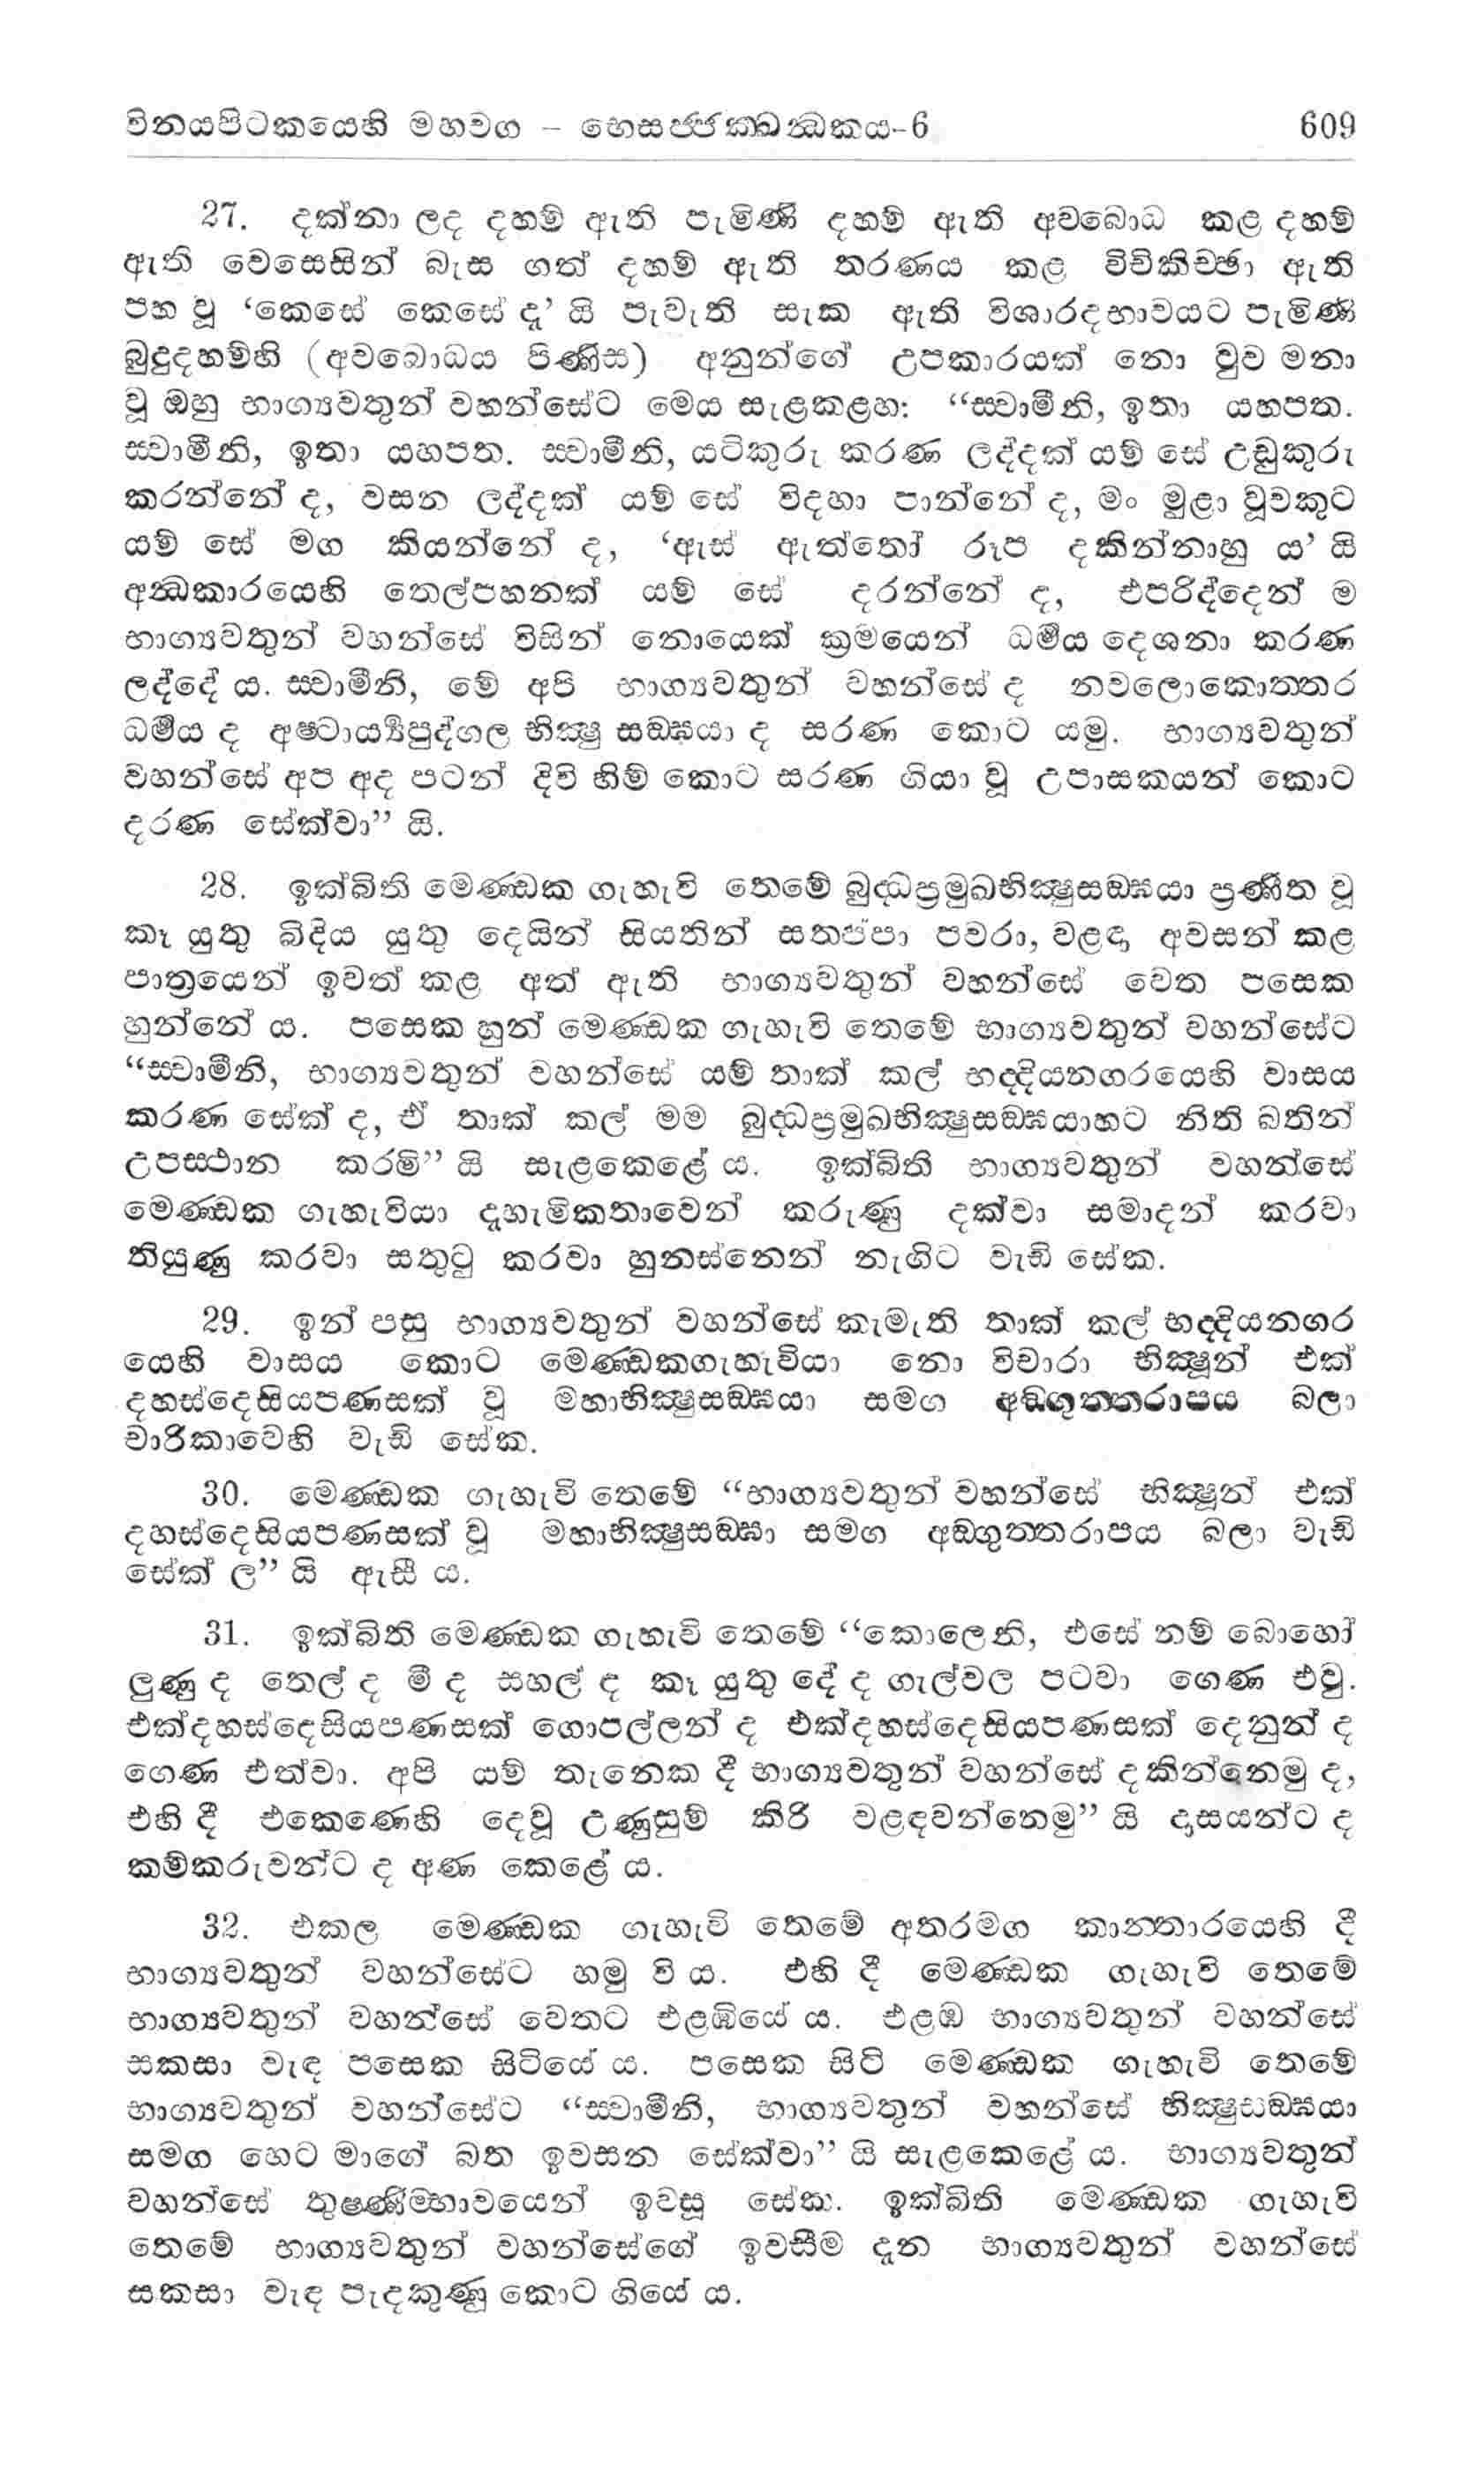 විනයපිටකයෙහි මහවග – භෙසජ්ජක්ඛන්ධකය-6 609
27. දක්නා ලද දහම් ඇති පැමිණි දහම් ඇති අවබොධ කළ දහම්
ඇති වෙසෙසින් බැස ගත් දහම් ඇති තරණය කළ විචිකිච්ඡා ඇති
පහ වූ ‘කෙසේ කෙසේ දැ’ යි පැවැති සැක ඇති විශාරදභාවයට පැමිණි
බුදුදහම්හි (අවබොධය පිණිස) අනුන්ගේ උපකාරයක් නො වුව මනා
වූ ඔහු භාග්‍යවතුන් වහන්සේට මෙය සැළකළහ: “ස්වාමීනි, ඉතා යහපත.
ස්වාමීනි, ඉතා යහපත. ස්වාමීනි, යටිකුරු කරණ ලද්දක් යම් සේ උඩුකුරු
කරන්නේ ද, වසන ලද්දක් යම් සේ විදහා පාන්නේ ද, මං මුළා වූවකුට
යම් සේ මග කියන්නේ ද, ‘ඇස් ඇත්තෝ රූප දකින්නාහු ය’ යි
අන්ධකාරයෙහි තෙල්පහනක් යම් සේ දරන්නේ ද, එපරිද්දෙන් ම
භාග්‍යවතුන් වහන්සේ විසින් නොයෙක් ක්‍රමයෙන් ධර්‍මය දෙශනා කරණ
ලද්දේ ය. ස්වාමීනි, මේ අපි භාග්‍යවතුන් වහන්සේ ද නවලොකොත්තර
ධර්‍මය ද අෂ්ටාර්‍ය්‍යපුද්ගල භික්‍ෂු සඞ්ඝයා ද සරණ කොට යමු. භාග්‍යවතුන්
වහන්සේ අප අද පටන් දිවි හිම් කොට සරණ ගියා වූ උපාසකයන් කොට
දරණ සේක්වා” යි.
28. ඉක්බිති මෙණ්ඩක ගැහැවි තෙමේ බුද්ධප්‍රමුඛභික්‍ෂුසඞ්ඝයා ප්‍රණීත වූ
කෑ යුතු බිදිය යුතු දෙයින් සියතින් සතප්පා පවරා, වළඳා අවසන් කළ
පාත්‍රයෙන් ඉවත් කළ අත් ඇති භාග්‍යවතුන් වහන්සේ වෙත පසෙක
හුන්නේ ය. පසෙක හුන් මෙණ්ඩක ගැහැවි තෙමේ භාග්‍යවතුන් වහන්සේට
“ස්වාමීනි, භාග්‍යවතුන් වහන්සේ යම් තාක් කල් භද්දියනගරයෙහි වාසය
කරණ සේක් ද, ඒ තාක් කල් මම බුද්ධප්‍රමුඛභික්‍ෂුසඞ්ඝයාහට නිති බතින්
උපස්ථාන කරමි” යි සැළකෙළේ ය. ඉක්බිති භාග්‍යවතුන් වහන්සේ
මෙණ්ඩක ගැහැවියා දැහැමිකතාවෙන් කරුණු දක්වා සමාදන් කරවා
තියුණු කරවා සතුටු කරවා හුනස්නෙන් නැගිට වැඩි සේක.
29. ඉන් පසු භාග්‍යවතුන් වහන්සේ කැමැති තාක් කල් භද්දියනගර
යෙහි වාසය කොට මෙණ්ඩකගැහැවියා නො විචාරා භික්‍ෂූන් එක්
දහස්දෙසියපණසක් වූ මහාභික්‍ෂුසඞ්ඝයා සමග අඞ්ගුත්තරාපය බලා
චාරිකාවෙහි වැඩි සේක.
30. මෙණ්ඩක ගැහැවි තෙමේ “භාග්‍යවතුන් වහන්සේ භික්‍ෂූන් එක්
දහස්දෙසියපණසක් වූ මහාභික්‍ෂුසඞ්ඝා සමග අඞ්ගුත්තරාපය බලා වැඩි
සේක් ල” යි ඇසී ය.
31. ඉක්බිති මෙණ්ඩක ගැහැවි තෙමේ “කොලෙනි, එසේ නම් බොහෝ
ලුණු ද තෙල් ද මී ද සහල් ද කෑ යුතු දේ ද ගැල්වල පටවා ගෙණ එවු.
එක්දහස්දෙසියපණසක් ගොපල්ලන් ද එක්දහස්දෙසියපණසක් දෙනුන් ද
ගෙණ එත්වා. අපි යම් තැනෙක දී භාග්‍යවතුන් වහන්සේ දකින්නෙමු ද,
එහි දී එකෙණෙහි දෙවූ උණුසුම් කිරි වළඳවන්නෙමු” යි දාසයන්ට ද
කම්කරුවන්ට ද අණ කෙළේ ය.
32. එකල මෙණ්ඩක ගැහැවි තෙමේ අතරමග කාන්තාරයෙහි දී
භාග්‍යවතුන් වහන්සේට හමු වි ය. එහි දී මෙණ්ඩක ගැහැවි තෙමේ
භාග්‍යවතුන් වහන්සේ වෙතට එළඹියේ ය. එළඹ භාග්‍යවතුන් වහන්සේ
සකසා වැඳ පසෙක සිටියේ ය. පසෙක සිටි මෙණ්ඩක ගැහැවි තෙමේ
භාග්‍යවතුන් වහන්සේට “ස්වාමීනි, භාග්‍යවතුන් වහන්සේ භික්‍ෂුසඞ්ඝයා
සමග හෙට මාගේ බත ඉවසන සේක්වා” යි සැළකෙළේ ය. භාග්‍යවතුන්
වහන්සේ තුෂ්ණීම්භාවයෙන් ඉවසූ සේක. ඉක්බිති මෙණ්ඩක ගැහැවි
තෙමේ භාග්‍යවතුන් වහන්සේගේ ඉවසීම දැන භාග්‍යවතුන් වහන්සේ
සකසා වැඳ පැදකුණු කොට ගියේ ය.